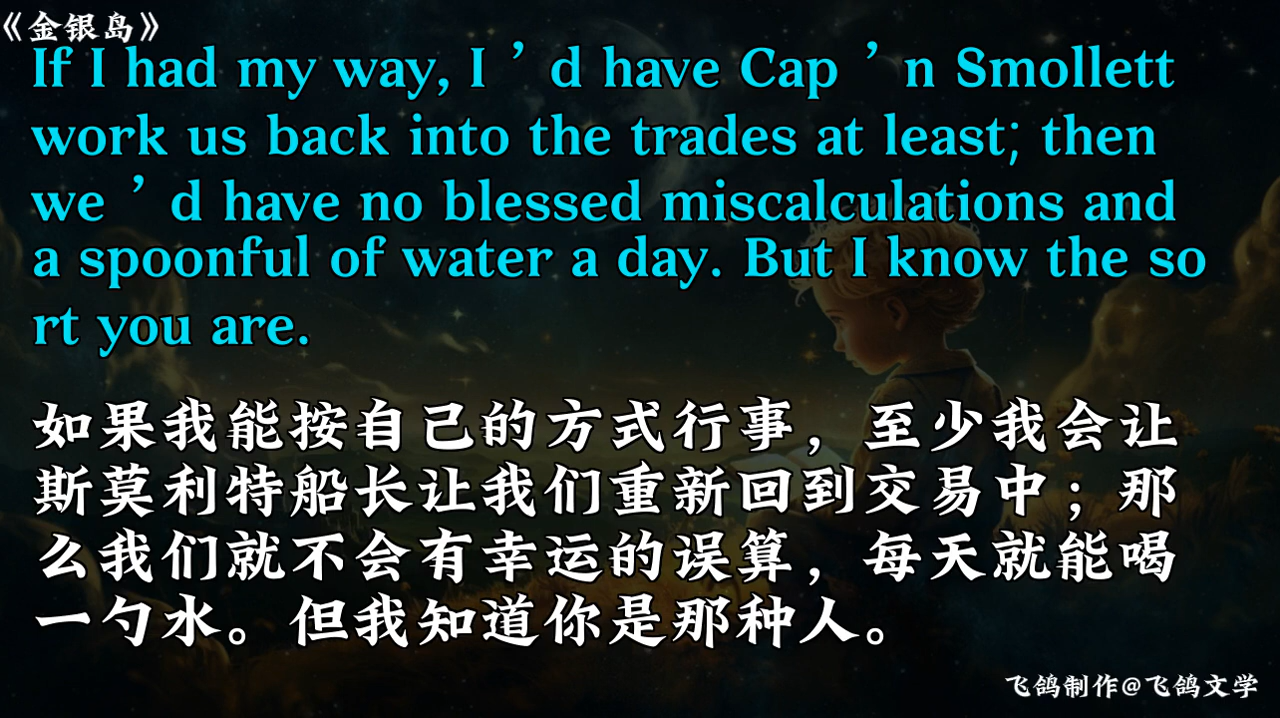 《金银岛》
If I had my way, I ’ d have Cap ’ n Smollett
work us back into the trades at least; then
we ’ d have no blessed miscalculations and
a spoonful of water a day. But I know the so
rt you are.
如果我能按自己的方式行事，至少我会让
斯莫利特船长让我们重新回到交易中；那
么我们就不会有幸运的误算，每天就能喝
一勺水。但我知道你是那种人。
飞鸽制作@飞鸽文学